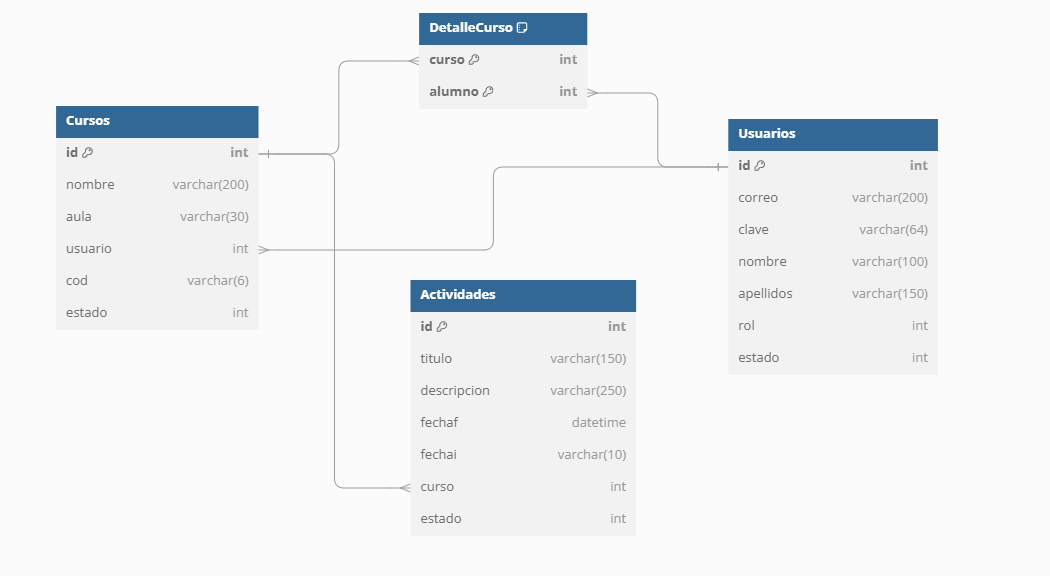 DetalleCurso
curso int
alumno int
Cursos
id int
nombre varchar(200)
aula varchar(30)
usuario int
cod varchar(6)
estado int
Usuarios
id int
correo varchar(200)
clave varchar(64)
nombre varchar(100)
apellidos varchar(150)
rol int
estado int
Actividades
id int
titulo varchar(150)
descripcion varchar(250)
fechaf datetime
fechai varchar(10)
curso int
estado int